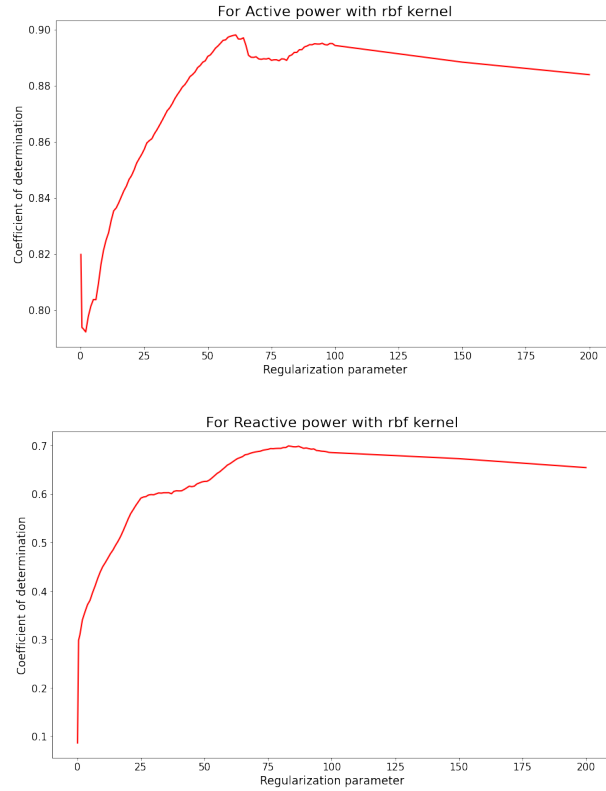 For Active power with rbf kernel
0.90
0.88
0.86
0.84
0.82
0.80
Coefficient of determination
0 25 50 75 100 125 150 175 200
Regularization parameter
For Reactive power with rbf kernel
0.7
0.6
0.5
0.4
0.3
0.2
0.1
Coefficient of determination
0 25 50 75 100 125 150 175 200
Regularization parameter